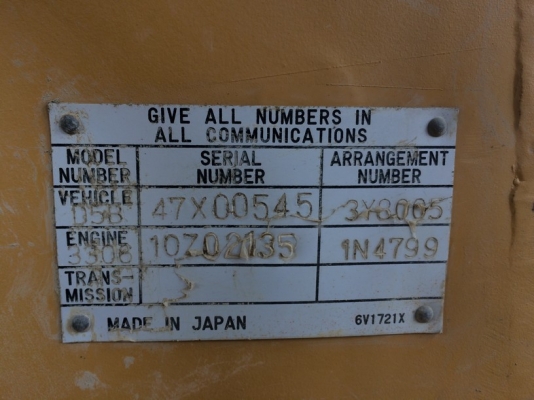 GIVE ALL NUMBERS IN
ALL COMMUNICATIONS
MODEL NUMBER SERIAL NUMBER ARRANGEMENT NUMBER
VEHICLE D5B 47X00545
ENGINE 3306 1N4799
TRANS-
MISSION
MADE IN JAPAN 6V1721X